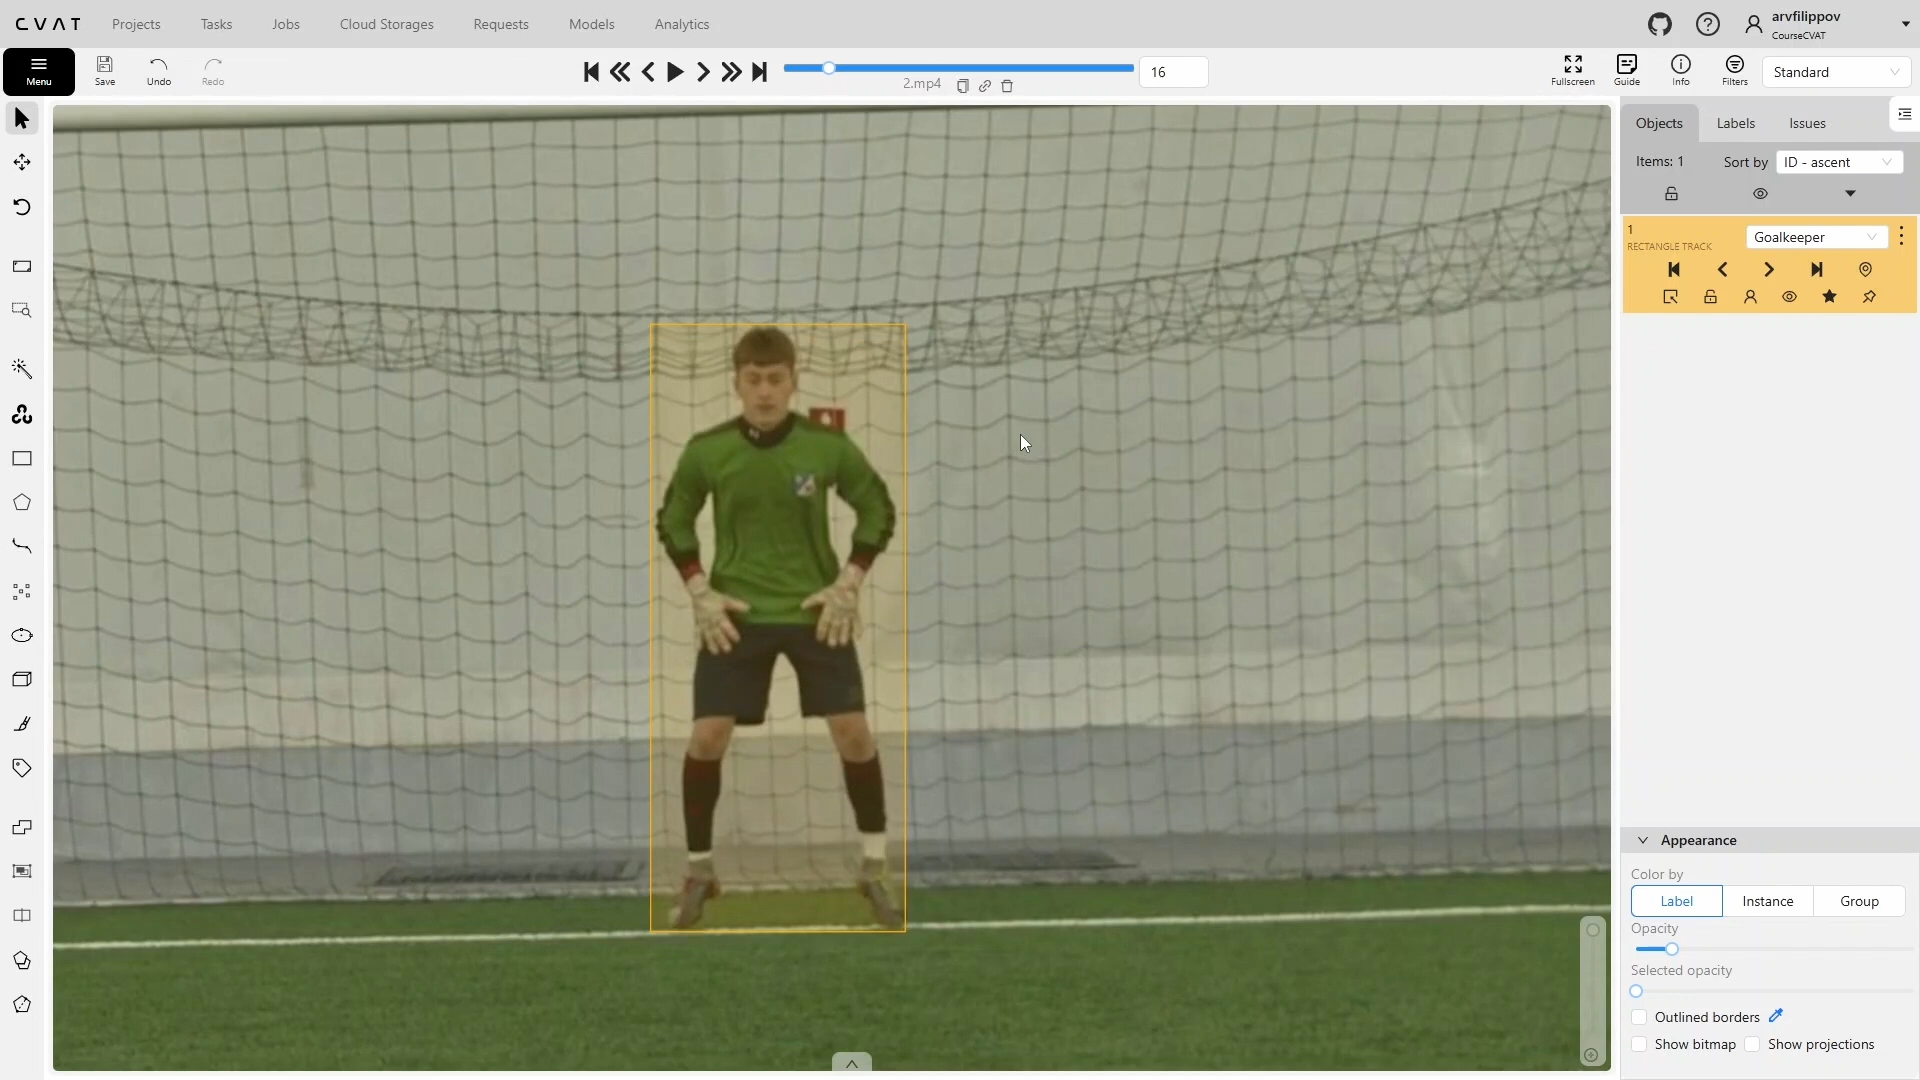 CVAT Projects Tasks Jobs Cloud Storages Requests Models Analytics arvfilippov
CourseCVAT
Menu Save Undo Redo 2.mp4 16 Fullscreen Guide Info Filters Standard
Objects Labels Issues
Items: 1 Sort by ID - ascent
1
RECTANGLE TRACK Goalkeeper
Appearance
Color by
Label Instance Group
Opacity
Selected opacity
Outlined borders
Show bitmap Show projections